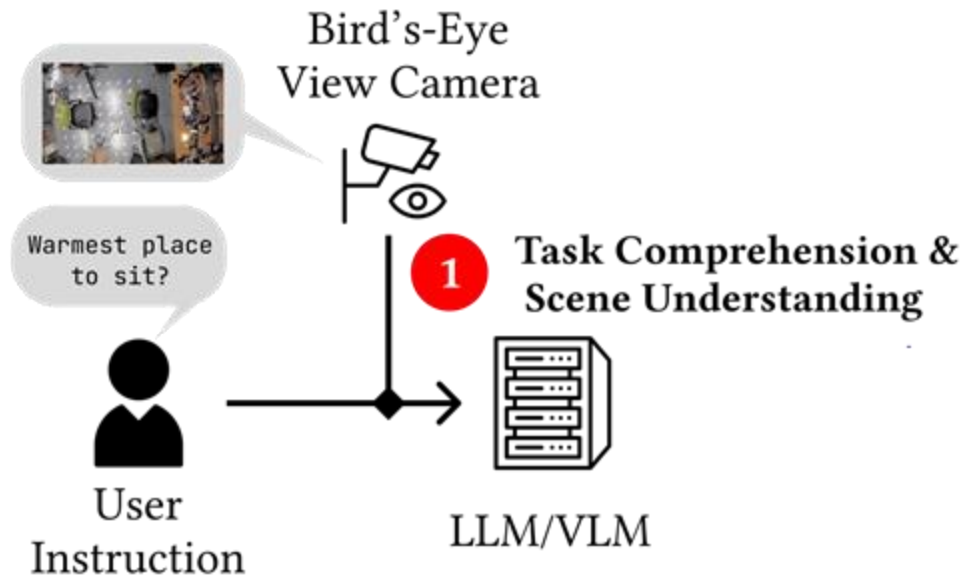 Bird's-Eye
View Camera
Warmest place
to sit?
1
Task Comprehension &
Scene Understanding
User
Instruction
LLM/VLM